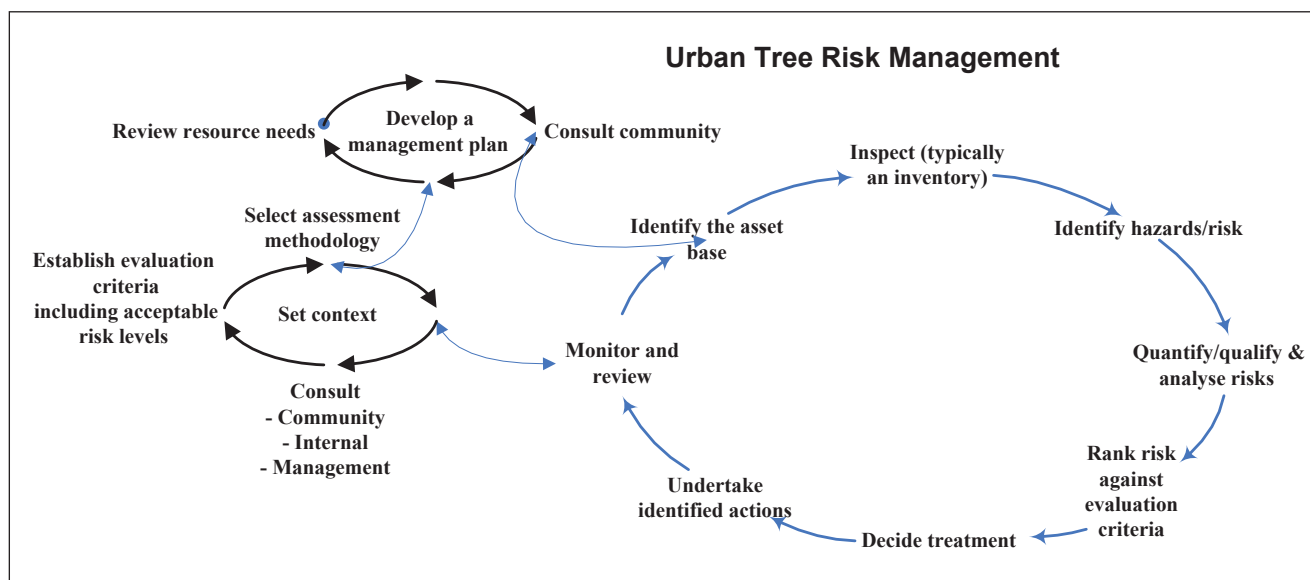 Urban Tree Risk Management
Develop a
management plan
Review resource needs
Consult community
Select assessment
methodology
Establish evaluation
criteria
including acceptable
risk levels
Set context
Consult
- Community
- Internal
- Management
Identify the asset
base
Inspect (typically
an inventory)
Identify hazards/risk
Quantify/qualify &
analyse risks
Rank risk
against
evaluation
criteria
Decide treatment
Undertake
identified actions
Monitor and
review